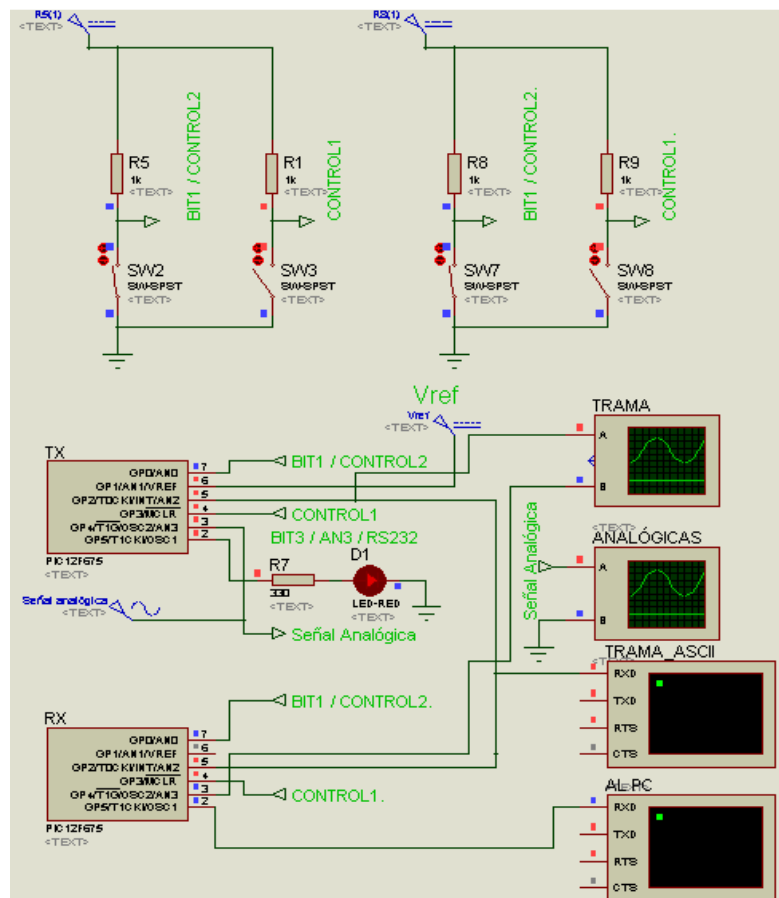 R5(1)
<TEXT>
R8(1)
<TEXT>
R5
1k
<TEXT>
BIT1 / CONTROL2
R1
1k
<TEXT>
CONTROL1
R8
1k
<TEXT>
BIT1 / CONTROL2.
R9
1k
<TEXT>
CONTROL1.
SW2
SW-SPST
<TEXT>
SW3
SW-SPST
<TEXT>
SW7
SW-SPST
<TEXT>
SW8
SW-SPST
<TEXT>
Vref
Vref
<TEXT>
TRAMA
A
B
<TEXT>
TX
GP0/AN0
GP1/AN1/VREF
GP2/T0CKI/INT/AN2
GP3/MCLR
GP4/T1G/OSC2/AN3
GP5/T1CKI/OSC1
7
6
5
4
3
2
PIC12F675
<TEXT>
BIT1 / CONTROL2
CONTROL1
BIT3 / AN3 / RS232
R7
330
<TEXT>
D1
LED-RED
<TEXT>
Señal analógica
<TEXT>
Señal Analógica
ANALÓGICAS
Señal Analógica
A
B
<TEXT>
TRAMA_ASCII
RXD
TXD
RTS
CTS
<TEXT>
RX
GP0/AN0
GP1/AN1/VREF
GP2/T0CKI/INT/AN2
GP3/MCLR
GP4/T1G/OSC2/AN3
GP5/T1CKI/OSC1
7
6
5
4
3
2
PIC12F675
<TEXT>
BIT1 / CONTROL2.
CONTROL1.
AL PC
RXD
TXD
RTS
CTS